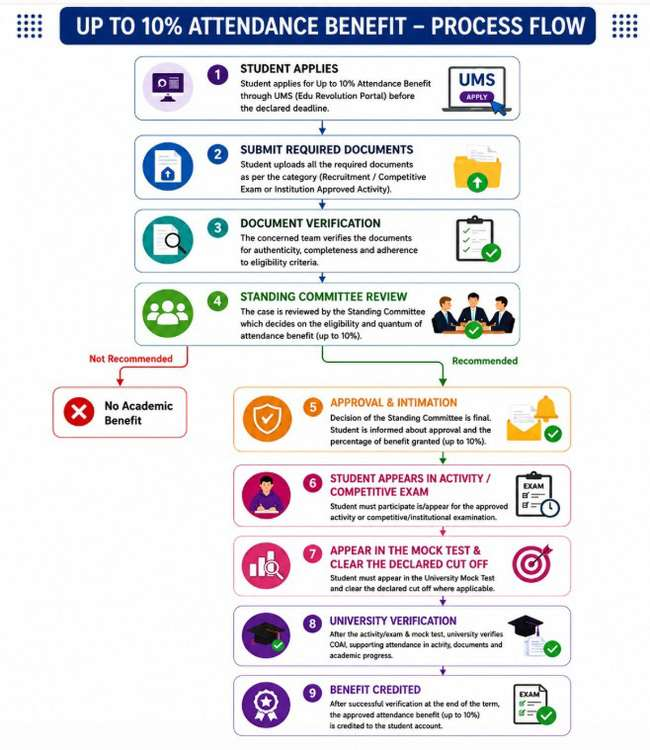 UP TO 10% ATTENDANCE BENEFIT – PROCESS FLOW
1
STUDENT APPLIES
Student applies for Up to 10% Attendance Benefit
through UMS (Edu Revolution Portal) before
the declared deadline.
UMS
APPLY
2
SUBMIT REQUIRED DOCUMENTS
Student uploads all the required documents
as per the category (Recruitment / Competitive
Exam or Institution Approved Activity).
3
DOCUMENT VERIFICATION
The concerned team verifies the documents
for authenticity, completeness and adherence
to eligibility criteria.
4
STANDING COMMITTEE REVIEW
The case is reviewed by the Standing Committee
which decides on the eligibility and quantum of
attendance benefit (up to 10%).
Not Recommended
Recommended
No Academic
Benefit
5
APPROVAL & INTIMATION
Decision of the Standing Committee is final.
Student is informed about approval and the
percentage of benefit granted (up to 10%).
6
STUDENT APPEARS IN ACTIVITY /
COMPETITIVE EXAM
Student must participate is/appear for the approved
activity or competitive/institutional examination.
EXAM
7
APPEAR IN THE MOCK TEST &
CLEAR THE DECLARED CUT OFF
Student must appear in the University Mock Test
and clear the declared cut off where applicable.
8
UNIVERSITY VERIFICATION
After the activity/exam & mock test, university verifies
COAI, supporting attendance in actrity, documents and
academic progress.
9
BENEFIT CREDITED
After successful verification at the end of the term,
the approved attendance benefit (up to 10%)
is credited to the student account.
EXAM